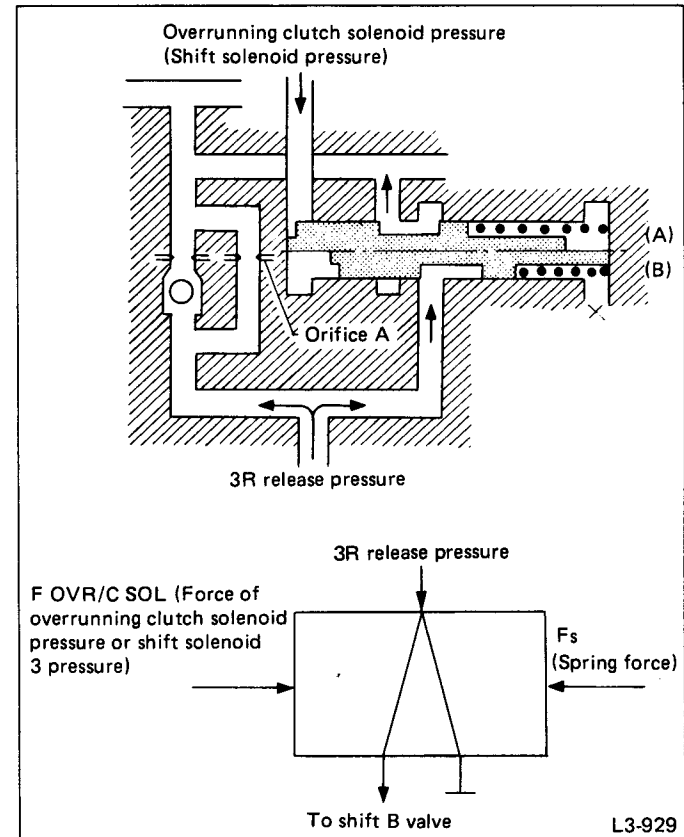 Overrunning clutch solenoid pressure
(Shift solenoid pressure)
(A)
(B)
Orifice A
3R release pressure
3R release pressure
F OVR/C SOL (Force of
overrunning clutch solenoid
pressure or shift solenoid
3 pressure)
Fs
(Spring force)
To shift B valve
L3-929